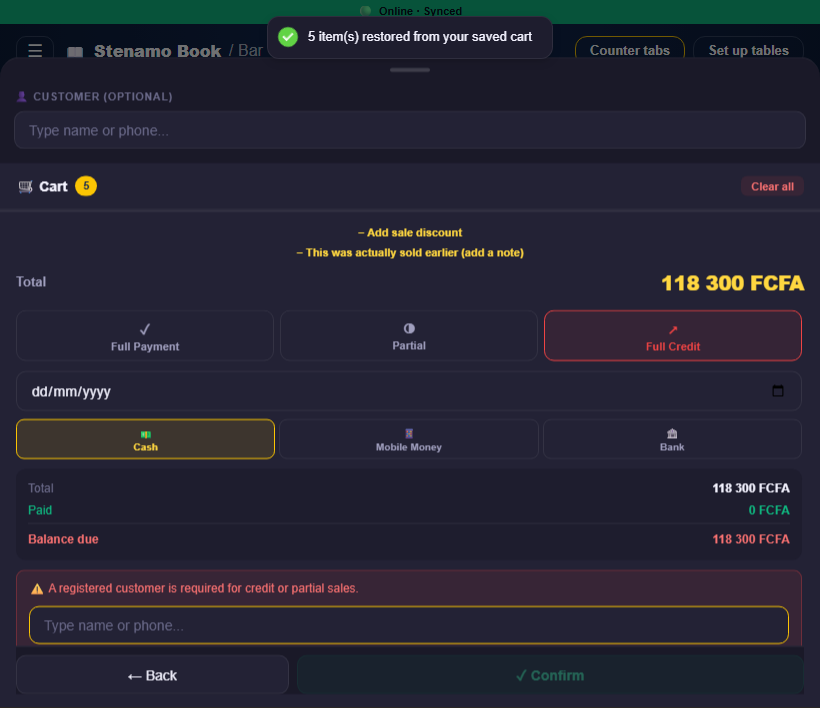 Online · Synced
5 item(s) restored from your saved cart
☰ Stenamo Book / Bar
Counter tabs
Set up tables
CUSTOMER (OPTIONAL)
Type name or phone...
Cart 5
Clear all
– Add sale discount
– This was actually sold earlier (add a note)
Total 118 300 FCFA
✓
Full Payment
◑
Partial
↗
Full Credit
dd/mm/yyyy
Cash
Mobile Money
Bank
Total 118 300 FCFA
Paid 0 FCFA
Balance due 118 300 FCFA
⚠ A registered customer is required for credit or partial sales.
Type name or phone...
← Back
✓ Confirm